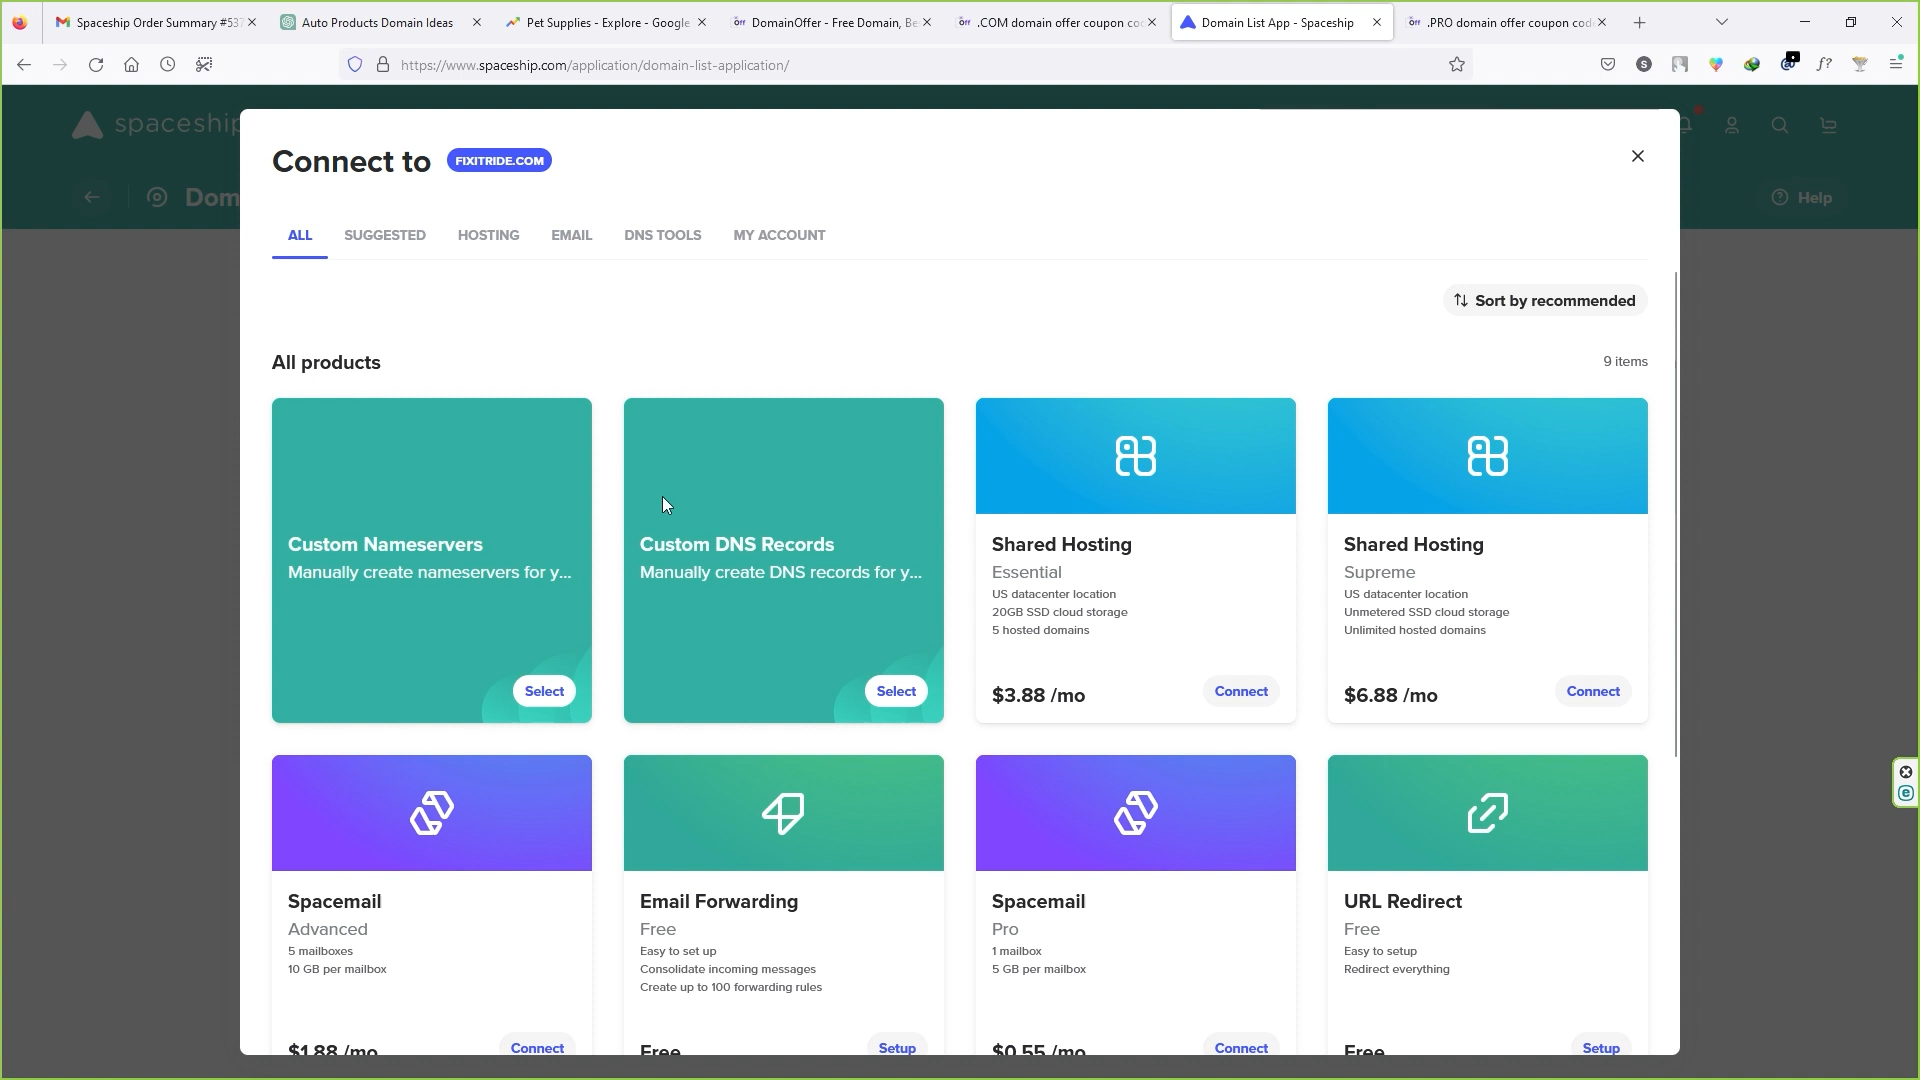 Spaceship Order Summary #537
Auto Products Domain Ideas
Pet Supplies - Explore - Google
DomainOffer - Free Domain, Be
.COM domain offer coupon co
Domain List App - Spaceship
.PRO domain offer coupon cod
https://www.spaceship.com/application/domain-list-application/
spaceship
Connect to FIXITRIDE.COM
Dom
Help
ALL SUGGESTED HOSTING EMAIL DNS TOOLS MY ACCOUNT
Sort by recommended
All products
9 items
Custom Nameservers
Manually create nameservers for y...
Select
Custom DNS Records
Manually create DNS records for y...
Select
Shared Hosting
Essential
US datacenter location
20GB SSD cloud storage
5 hosted domains
$3.88 /mo
Connect
Shared Hosting
Supreme
US datacenter location
Unmetered SSD cloud storage
Unlimited hosted domains
$6.88 /mo
Connect
Spacemail
Advanced
5 mailboxes
10 GB per mailbox
$1.88 /mo
Connect
Email Forwarding
Free
Easy to set up
Consolidate incoming messages
Create up to 100 forwarding rules
Free
Setup
Spacemail
Pro
1 mailbox
5 GB per mailbox
$0.55 /mo
Connect
URL Redirect
Free
Easy to setup
Redirect everything
Free
Setup